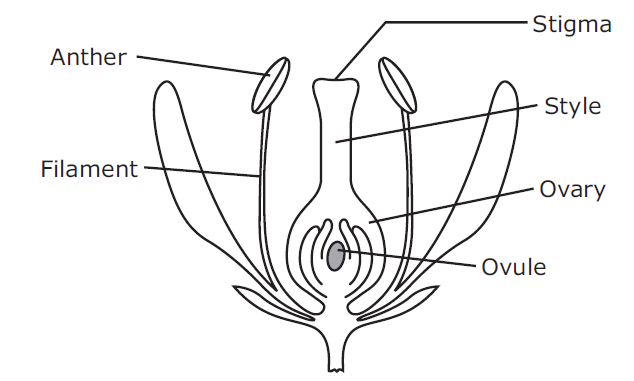 Stigma
Anther
Style
Filament
Ovary
Ovule